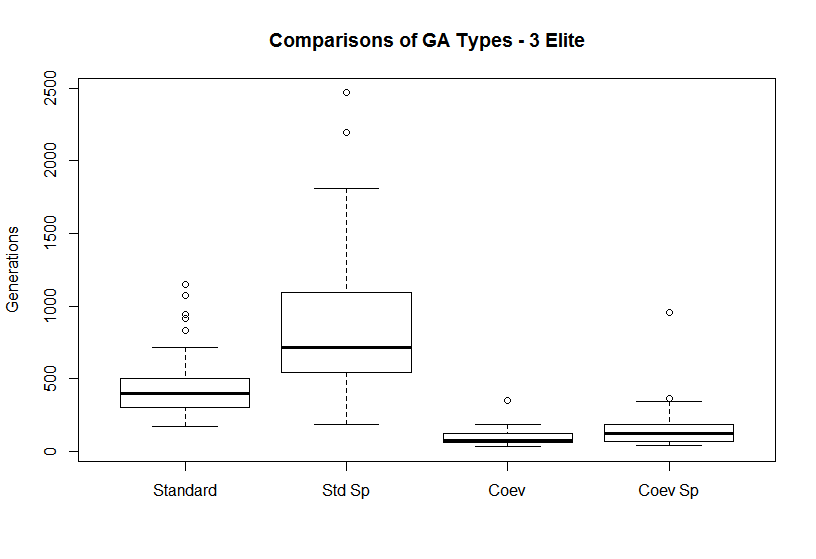 Comparisons of GA Types - 3 Elite
Generations
2500
2000
1500
1000
500
0
Standard
Std Sp
Coev
Coev Sp